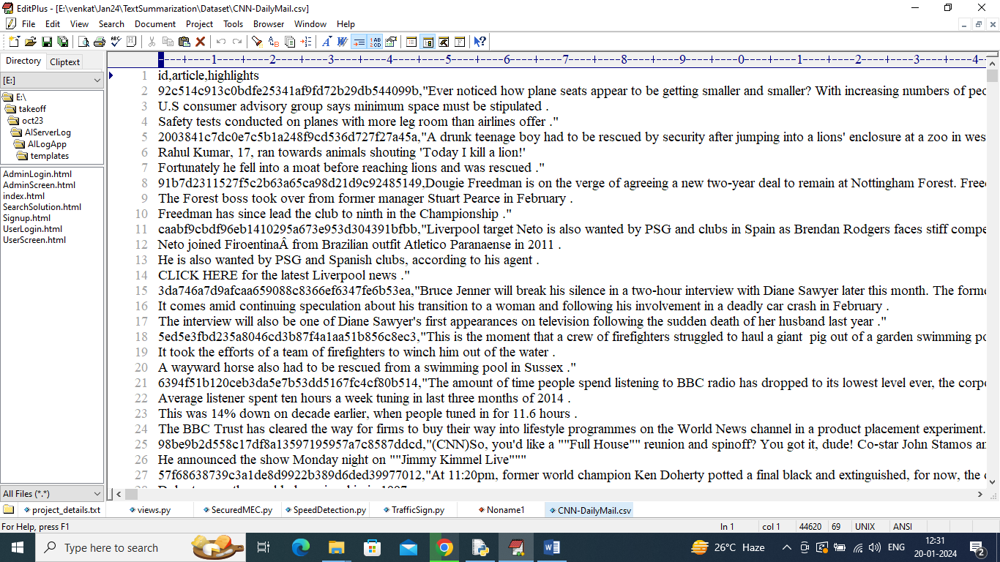 EditPlus - [E:\venkat\Jan24\TextSummarization\Dataset\CNN-DailyMail.csv]
File Edit View Search Document Project Tools Browser Window Help
Directory Cliptext
[E:]
E:\
takeoff
oct23
AIServerLog
AILogApp
templates
AdminLogin.html
AdminScreen.html
index.html
SearchSolution.html
Signup.html
UserLogin.html
UserScreen.html
All Files (*.*)
----+----1----+----2----+----3----+----4----+----5----+----6----+----7----+----8----+----9----+----0----+----1----+----2----+----3----+----4-
1 id,article,highlights
2 92c514c913c0bdfe25341af9fd72b29db544099b,"Ever noticed how plane seats appear to be getting smaller and smaller? With increasing numbers of peo
3 U.S consumer advisory group says minimum space must be stipulated .
4 Safety tests conducted on planes with more leg room than airlines offer ."
5 2003841c7dc0e7c5b1a248f9cd536d727f27a45a,"A drunk teenage boy had to be rescued by security after jumping into a lions' enclosure at a zoo in wes
6 Rahul Kumar, 17, ran towards animals shouting 'Today I kill a lion!'
7 Fortunately he fell into a moat before reaching lions and was rescued ."
8 91b7d2311527f5c2b63a65ca98d21d9c92485149,Dougie Freedman is on the verge of agreeing a new two-year deal to remain at Nottingham Forest. Free
9 The Forest boss took over from former manager Stuart Pearce in February .
10 Freedman has since lead the club to ninth in the Championship ."
11 caabf9cbdf96eb1410295a673e953d304391bfbb,"Liverpool target Neto is also wanted by PSG and clubs in Spain as Brendan Rodgers faces stiff compe
12 Neto joined FiroentinaÂ from Brazilian outfit Atletico Paranaense in 2011 .
13 He is also wanted by PSG and Spanish clubs, according to his agent .
14 CLICK HERE for the latest Liverpool news ."
15 3da746a7d9afcaa659088c8366ef6347fe6b53ea,"Bruce Jenner will break his silence in a two-hour interview with Diane Sawyer later this month. The forme
16 It comes amid continuing speculation about his transition to a woman and following his involvement in a deadly car crash in February .
17 The interview will also be one of Diane Sawyer's first appearances on television following the sudden death of her husband last year ."
18 5ed5e3fbd235a8046cd3b87f4a1aa51b856c8ec3,"This is the moment that a crew of firefighters struggled to haul a giant  pig out of a garden swimming po
19 It took the efforts of a team of firefighters to winch him out of the water .
20 A wayward horse also had to be rescued from a swimming pool in Sussex ."
21 6394f51b120ceb3da5e7b53dd5167fc4cf80b514,"The amount of time people spend listening to BBC radio has dropped to its lowest level ever, the corpo
22 Average listener spent ten hours a week tuning in last three months of 2014 .
23 This was 14% down on decade earlier, when people tuned in for 11.6 hours .
24 The BBC Trust has cleared the way for firms to buy their way into lifestyle programmes on the World News channel in a product placement experiment.
25 98be9b2d558c17df8a13597195957a7c8587ddcd,"(CNN)So, you'd like a ""Full House"" reunion and spinoff? You got it, dude! Co-star John Stamos an
26 He announced the show Monday night on ""Jimmy Kimmel Live"""
27 57f68638739c3a1de8d9922b389d6ded39977012,"At 11:20pm, former world champion Ken Doherty potted a final black and extinguished, for now, the
28
project_details.txt views.py SecuredMEC.py SpeedDetection.py TrafficSign.py Noname1 CNN-DailyMail.csv
For Help, press F1 ln 1 col 1 44620 69 UNIX ANSI
Type here to search 26°C Haze ENG 12:31
20-01-2024
2